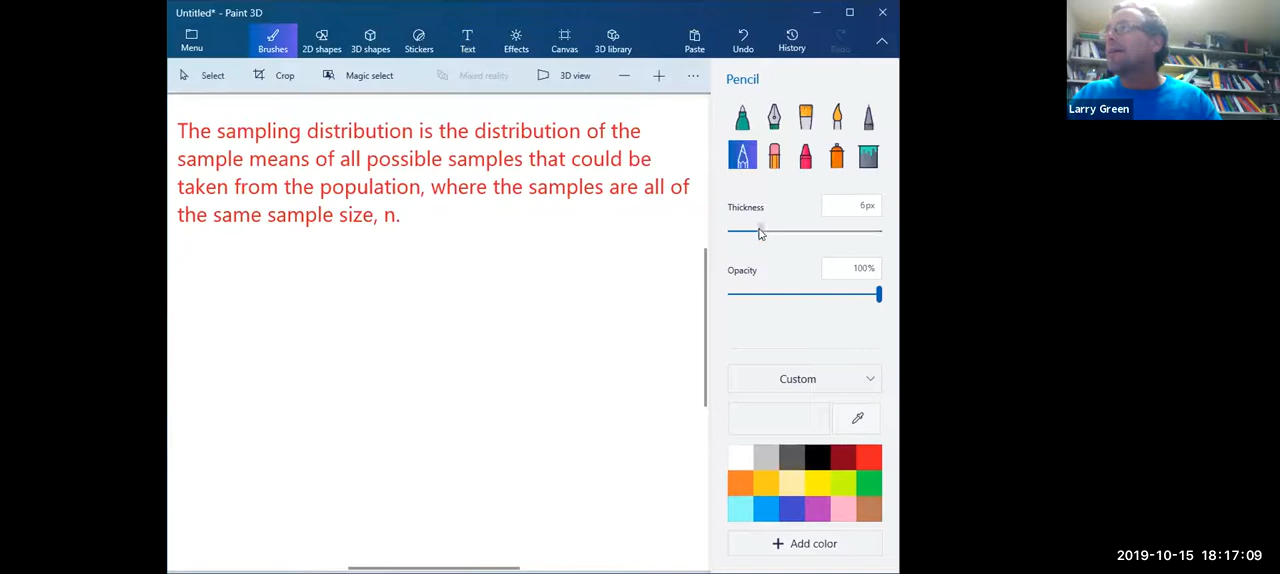 Untitled* - Paint 3D
Menu
Brushes
2D shapes
3D shapes
Stickers
Text
Effects
Canvas
3D library
Paste
Undo
History
Redo
Select
Crop
Magic select
Mixed reality
3D view
The sampling distribution is the distribution of the
sample means of all possible samples that could be
taken from the population, where the samples are all of
the same sample size, n.
Pencil
Thickness
6px
Opacity
100%
Custom
Add color
Larry Green
2019-10-15 18:17:09